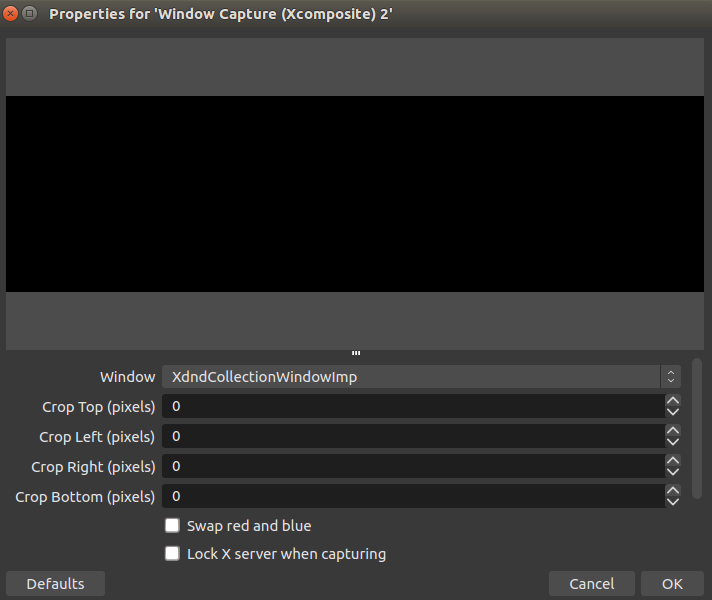 Properties for 'Window Capture (Xcomposite) 2'
Window XdndCollectionWindowImp
Crop Top (pixels) 0
Crop Left (pixels) 0
Crop Right (pixels) 0
Crop Bottom (pixels) 0
Swap red and blue
Lock X server when capturing
Defaults Cancel OK